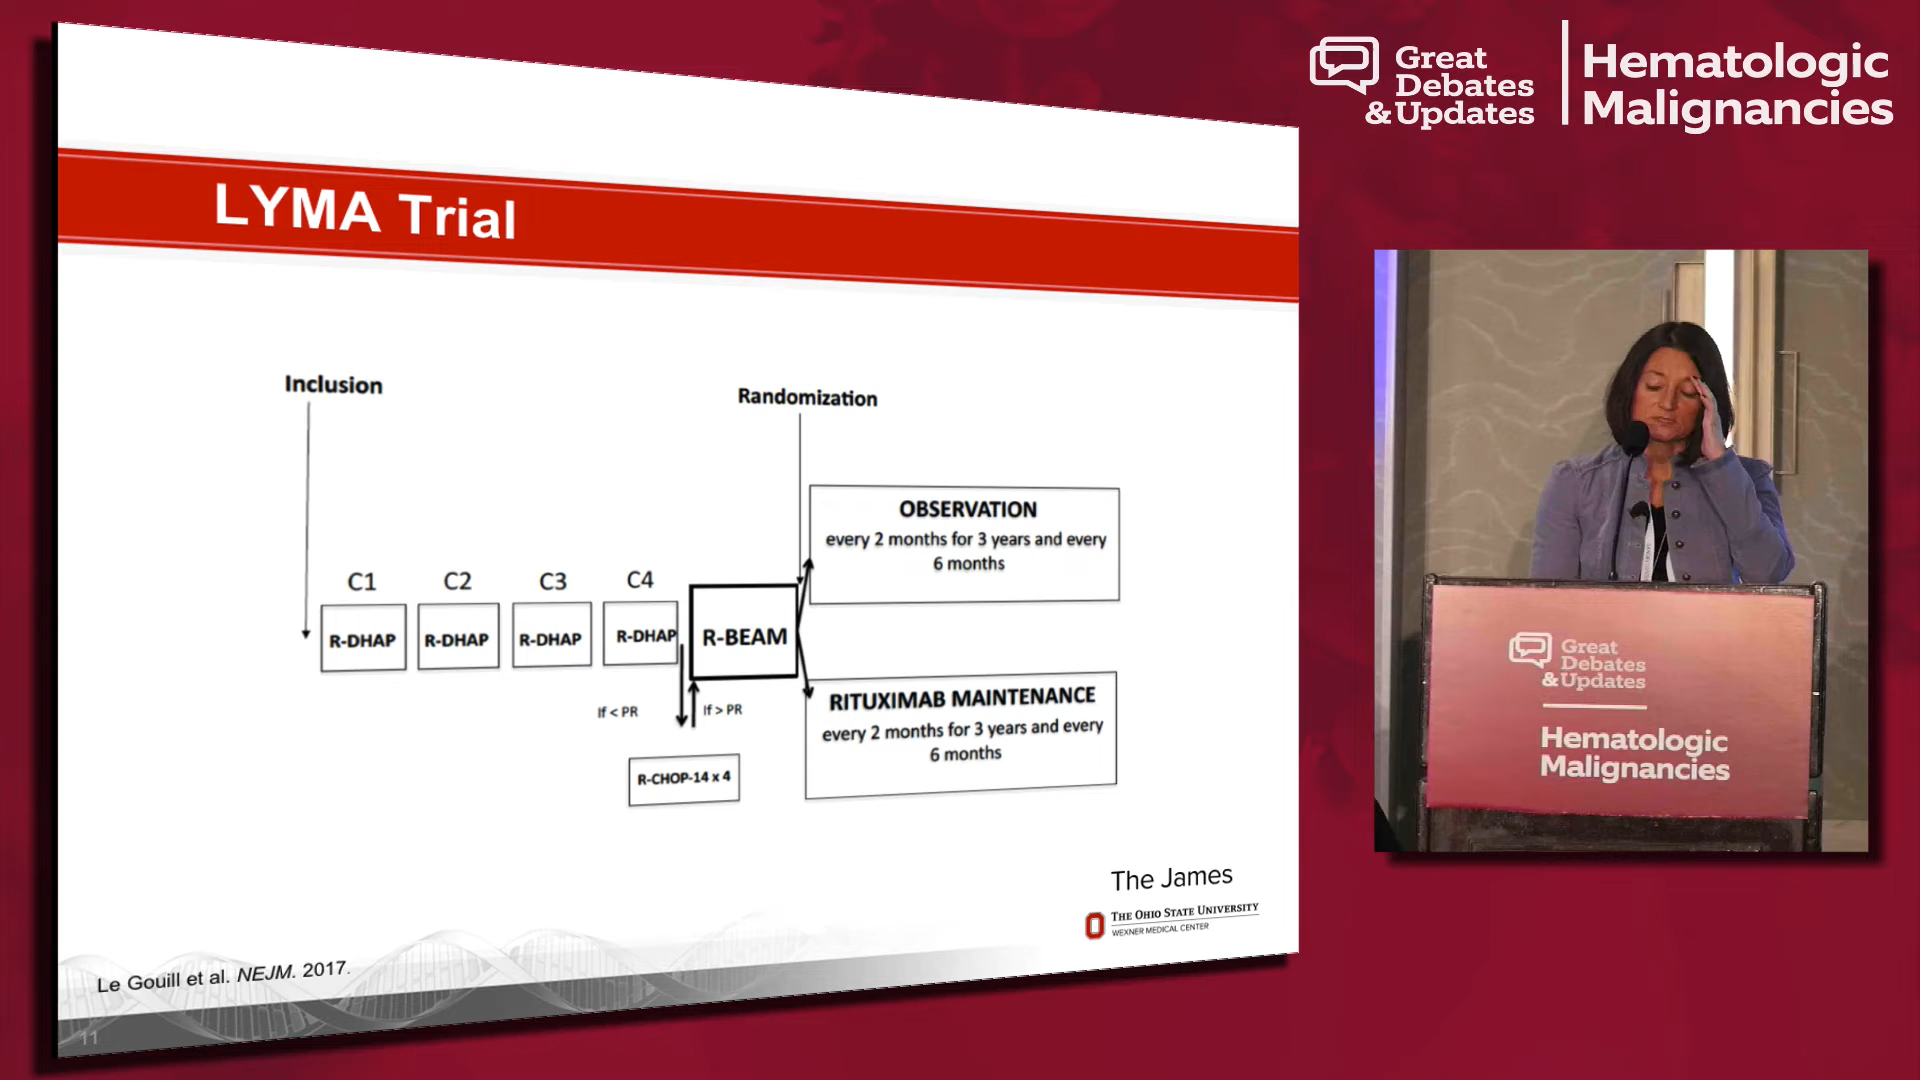 Great
Debates
& Updates
Hematologic
Malignancies
LYMA Trial
Inclusion
Randomization
OBSERVATION
every 2 months for 3 years and every
6 months
C1
C2
C3
C4
R-DHAP
R-DHAP
R-DHAP
R-DHAP
R-BEAM
RITUXIMAB MAINTENANCE
every 2 months for 3 years and every
6 months
If < PR
If > PR
R-CHOP-14 x 4
The James
THE OHIO STATE UNIVERSITY
WEXNER MEDICAL CENTER
Le Gouill et al. NEJM. 2017.
11
Great
Debates
& Updates
Hematologic
Malignancies